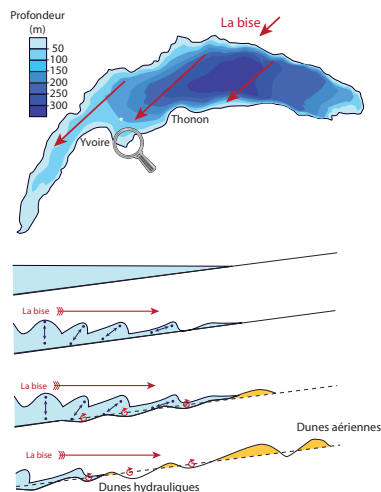 Profondeur
(m)
50
100
150
200
250
300
La bise
Thonon
Yvoire
La bise
La bise
La bise
Dunes aériennes
Dunes hydrauliques